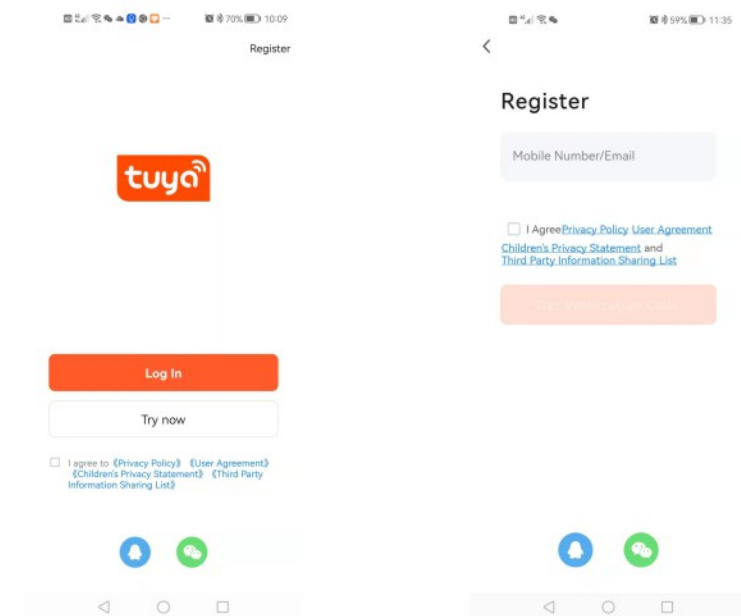 70% 10:09
Register
tuya
Log In
Try now
I agree to 《Privacy Policy》 《User Agreement》
《Children's Privacy Statement》 《Third Party
Information Sharing List》
59% 11:35
Register
Mobile Number/Email
I Agree Privacy Policy User Agreement
Children's Privacy Statement and
Third Party Information Sharing List